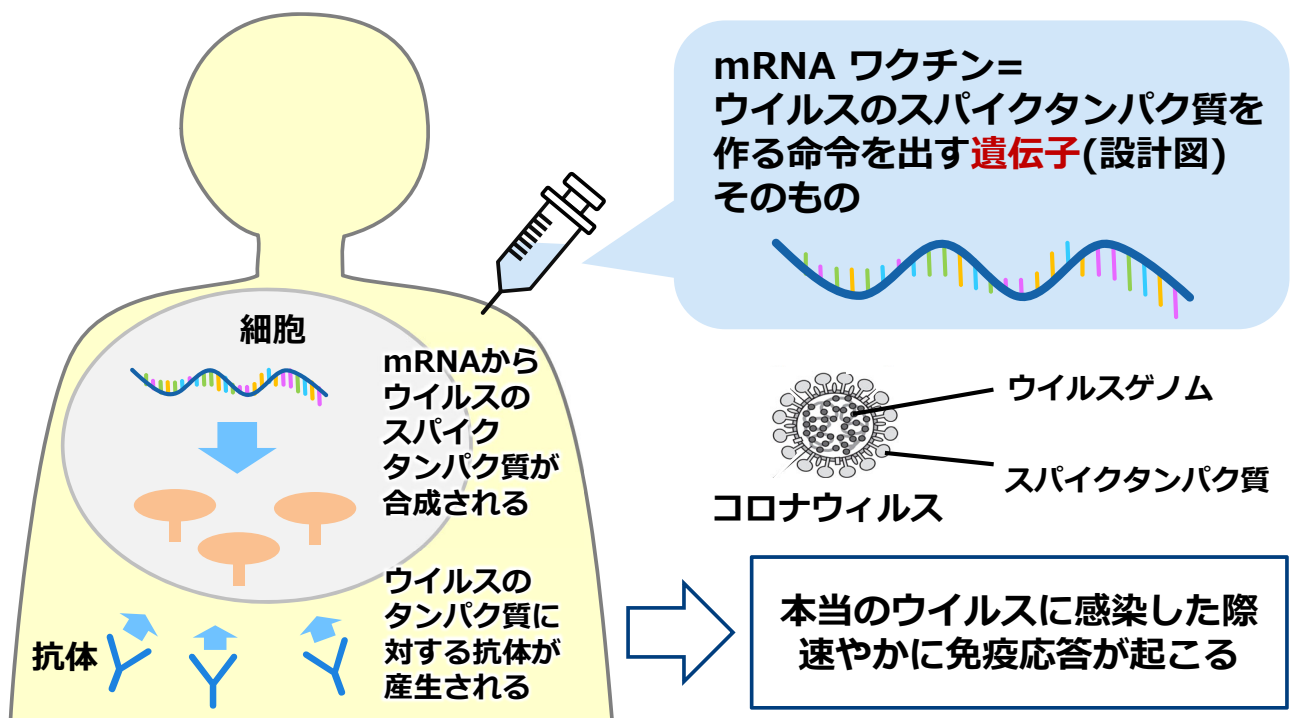 mRNA ワクチン=
ウイルスのスパイクタンパク質を
作る命令を出す遺伝子(設計図)
そのもの
細胞
mRNAから
ウイルスの
スパイク
タンパク質が
合成される
ウイルスゲノム
スパイクタンパク質
コロナウィルス
抗体
ウイルスの
タンパク質に
対する抗体が
産生される
本当のウイルスに感染した際
速やかに免疫応答が起こる